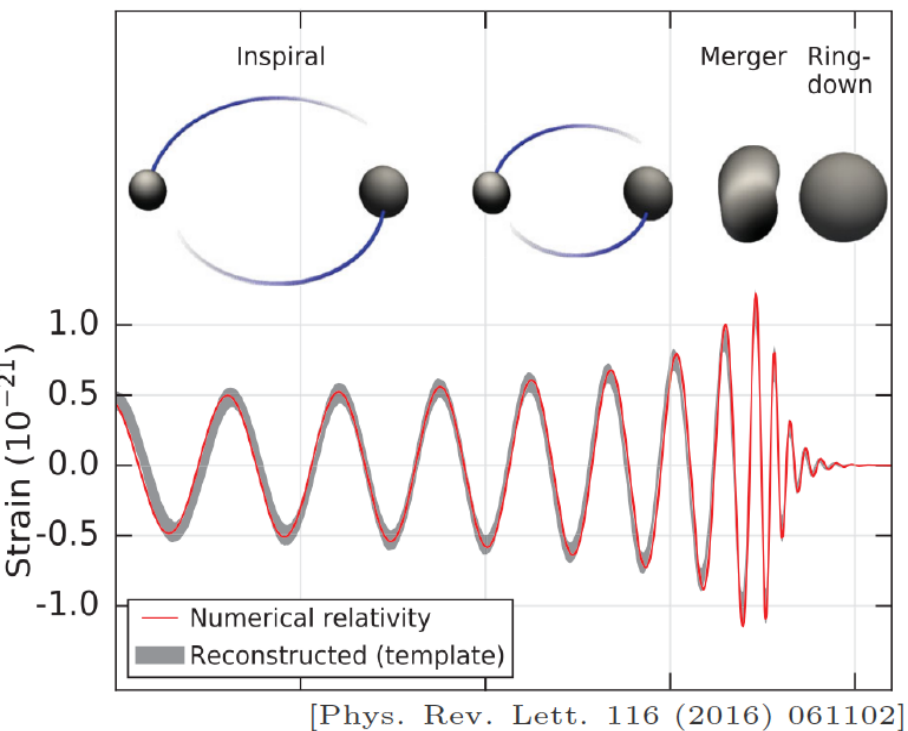 Inspiral
Merger
Ring-
down
1.0
0.5
0.0
-0.5
-1.0
Strain (10⁻²¹)
Numerical relativity
Reconstructed (template)
[Phys. Rev. Lett. 116 (2016) 061102]